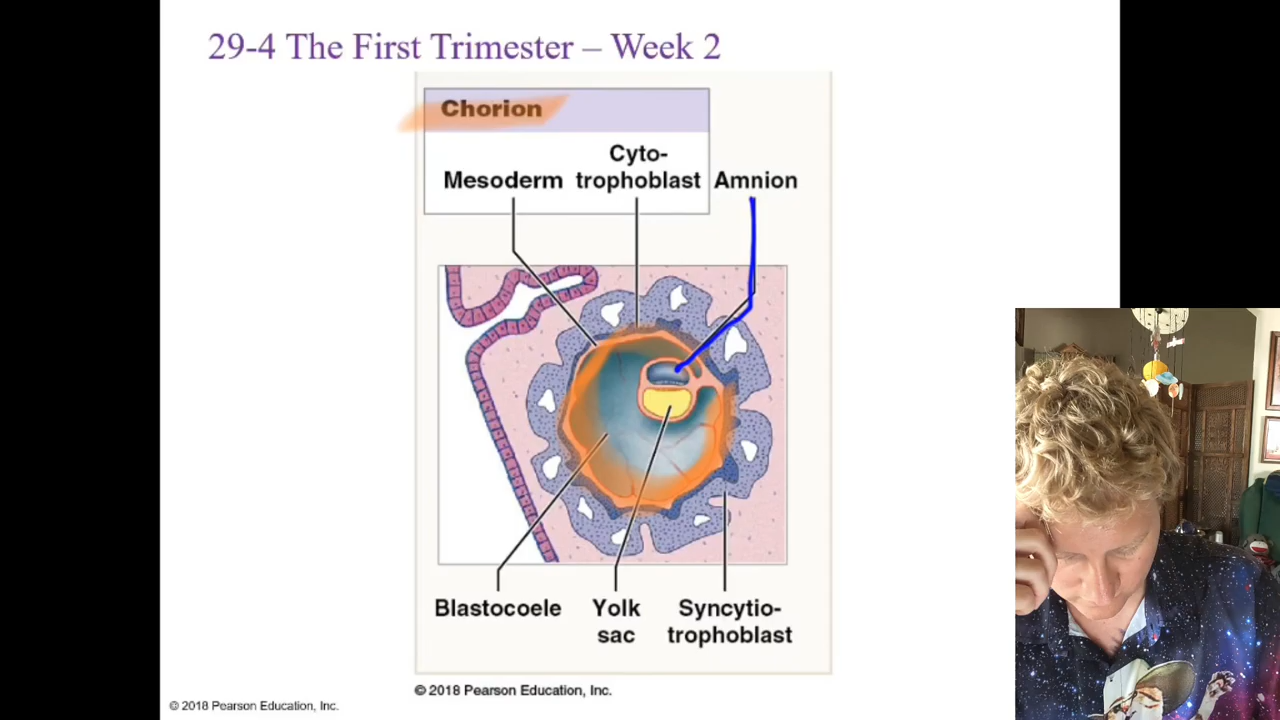 29-4 The First Trimester – Week 2
Chorion
Cyto-
Mesoderm trophoblast Amnion
Blastocoele Yolk Syncytio-
sac trophoblast
© 2018 Pearson Education, Inc.
© 2018 Pearson Education, Inc.